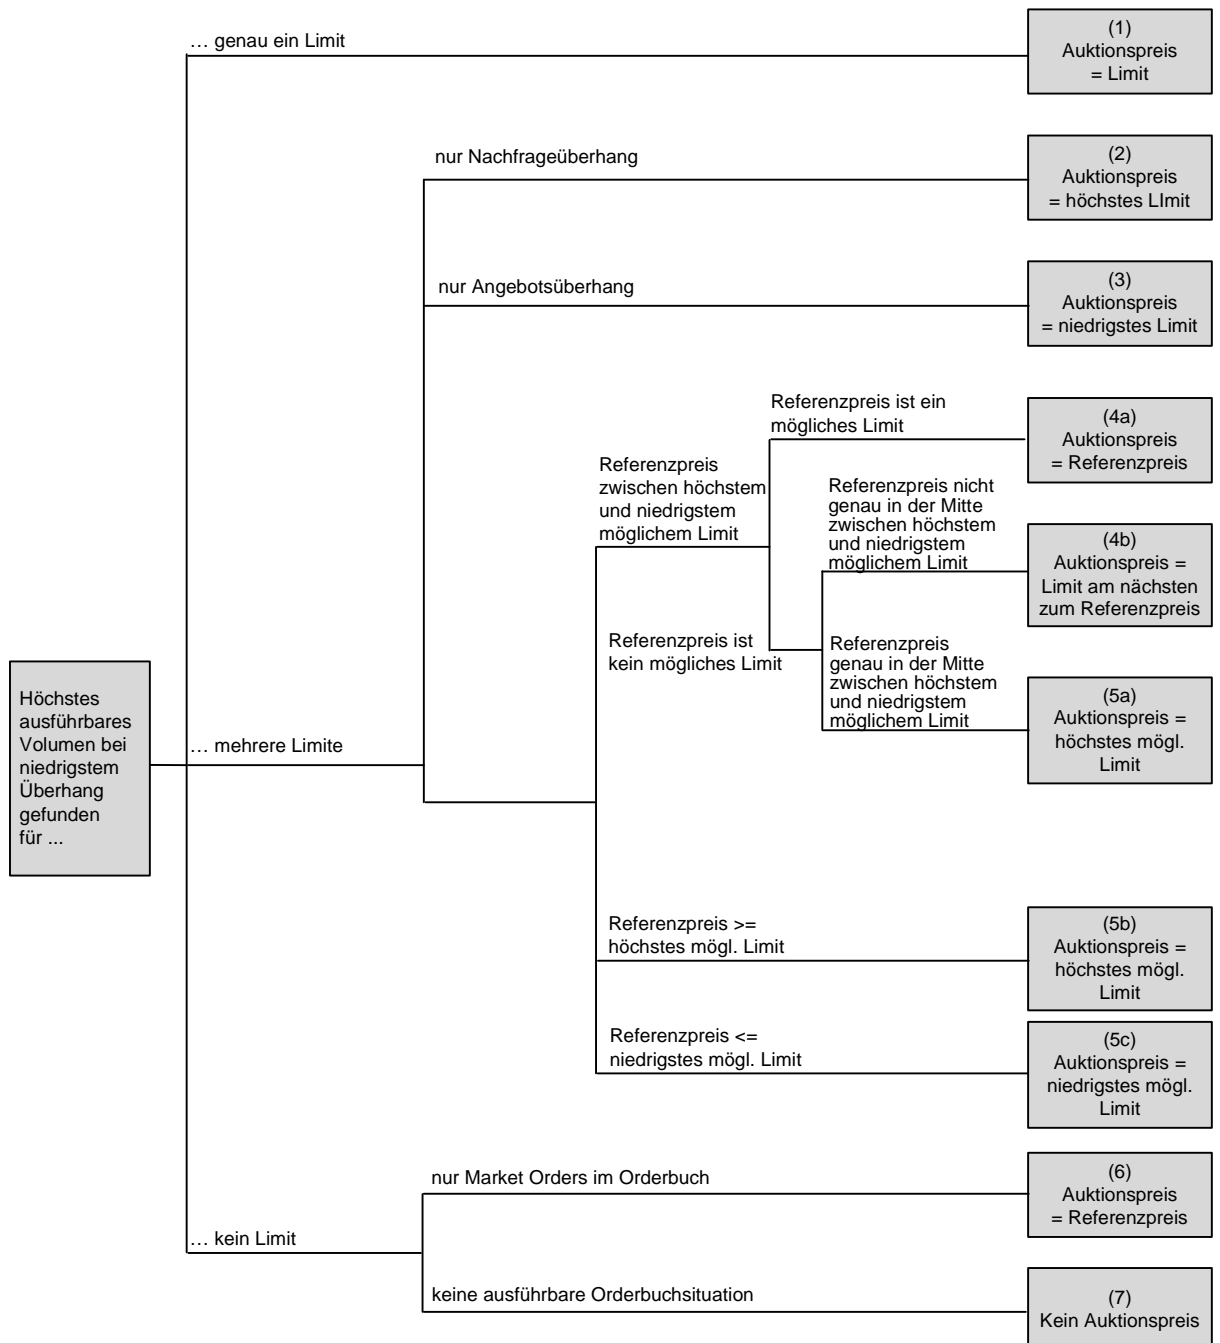 … genau ein Limit
(1)
Auktionspreis
= Limit
nur Nachfrageüberhang
(2)
Auktionspreis
= höchstes LImit
nur Angebotsüberhang
(3)
Auktionspreis
= niedrigstes Limit
Referenzpreis ist ein
mögliches Limit
(4a)
Auktionspreis
= Referenzpreis
Referenzpreis
zwischen höchstem
und niedrigstem
möglichem Limit
Referenzpreis nicht
genau in der Mitte
zwischen höchstem
und niedrigstem
möglichem Limit
(4b)
Auktionspreis =
Limit am nächsten
zum Referenzpreis
Referenzpreis ist
kein mögliches Limit
Referenzpreis
genau in der Mitte
zwischen höchstem
und niedrigstem
möglichem Limit
(5a)
Auktionspreis =
höchstes mögl.
Limit
Höchstes
ausführbares
Volumen bei
niedrigstem
Überhang
gefunden
für ...
… mehrere Limite
Referenzpreis >=
höchstes mögl. Limit
(5b)
Auktionspreis =
höchstes mögl.
Limit
Referenzpreis <=
niedrigstes mögl. Limit
(5c)
Auktionspreis =
niedrigstes mögl.
Limit
nur Market Orders im Orderbuch
(6)
Auktionspreis
= Referenzpreis
… kein Limit
keine ausführbare Orderbuchsituation
(7)
Kein Auktionspreis